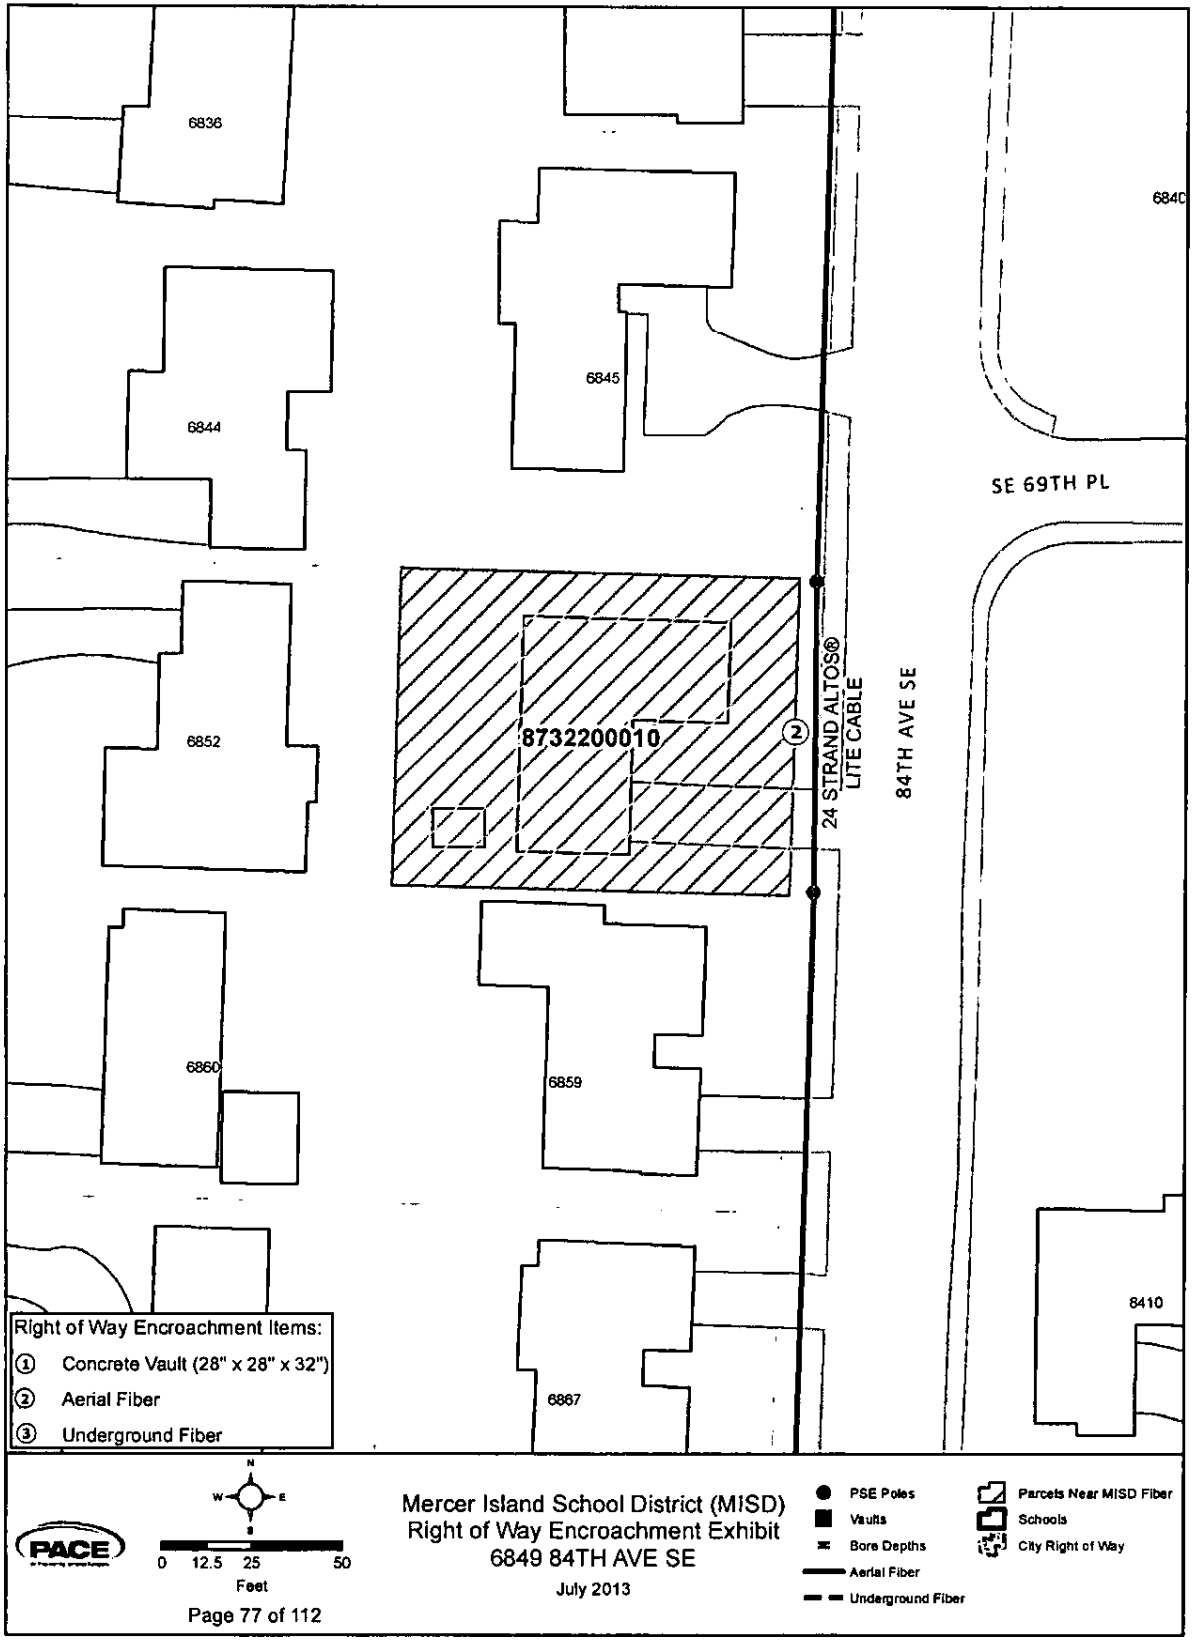 6836
6840
6845
6844
SE 69TH PL
24 STRAND ALTOS®
LITE CABLE
84TH AVE SE
8732200010
2
6852
6860
6859
8410
6867
Right of Way Encroachment Items:
1 Concrete Vault (28" x 28" x 32")
2 Aerial Fiber
3 Underground Fiber
PACE
N
W E
S
0 12.5 25 50
Feet
Page 77 of 112
Mercer Island School District (MISD)
Right of Way Encroachment Exhibit
6849 84TH AVE SE
July 2013
PSE Poles
Vaults
Bore Depths
Aerial Fiber
Underground Fiber
Parcels Near MISD Fiber
Schools
City Right of Way